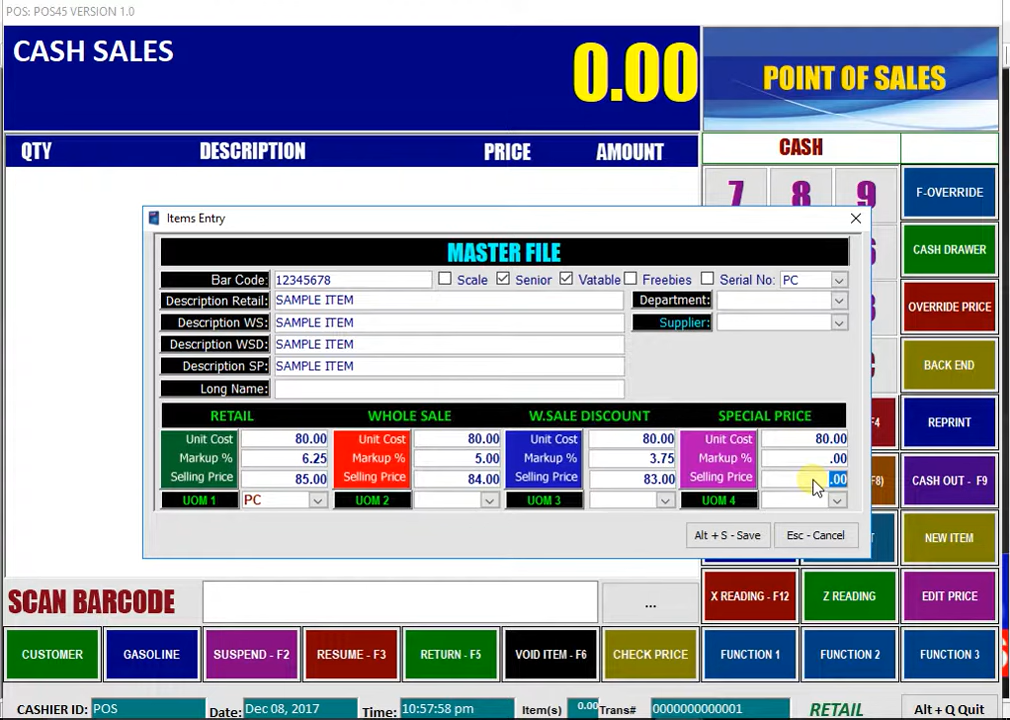 POS: POS45 VERSION 1.0
CASH SALES
0.00
POINT OF SALES
QTY DESCRIPTION PRICE AMOUNT
CASH
7 8 9
F-OVERRIDE
CASH DRAWER
OVERRIDE PRICE
BACK END
F4 REPRINT
F8) CASH OUT - F9
NEW ITEM
Items Entry
MASTER FILE
Bar Code: 12345678 Scale Senior Vatable Freebies Serial No: PC
Description Retail: SAMPLE ITEM Department:
Description WS: SAMPLE ITEM Supplier:
Description WSD: SAMPLE ITEM
Description SP: SAMPLE ITEM
Long Name:
RETAIL WHOLE SALE W.SALE DISCOUNT SPECIAL PRICE
Unit Cost 80.00 Unit Cost 80.00 Unit Cost 80.00 Unit Cost 80.00
Markup % 6.25 Markup % 5.00 Markup % 3.75 Markup % .00
Selling Price 85.00 Selling Price 84.00 Selling Price 83.00 Selling Price .00
UOM 1 PC UOM 2 UOM 3 UOM 4
Alt + S - Save Esc - Cancel
SCAN BARCODE ... X READING - F12 Z READING EDIT PRICE
CUSTOMER GASOLINE SUSPEND - F2 RESUME - F3 RETURN - F5 VOID ITEM - F6 CHECK PRICE FUNCTION 1 FUNCTION 2 FUNCTION 3
CASHIER ID: POS Date: Dec 08, 2017 Time: 10:57:58 pm Item(s) 0.00 Trans# 0000000000001 RETAIL Alt + Q Quit